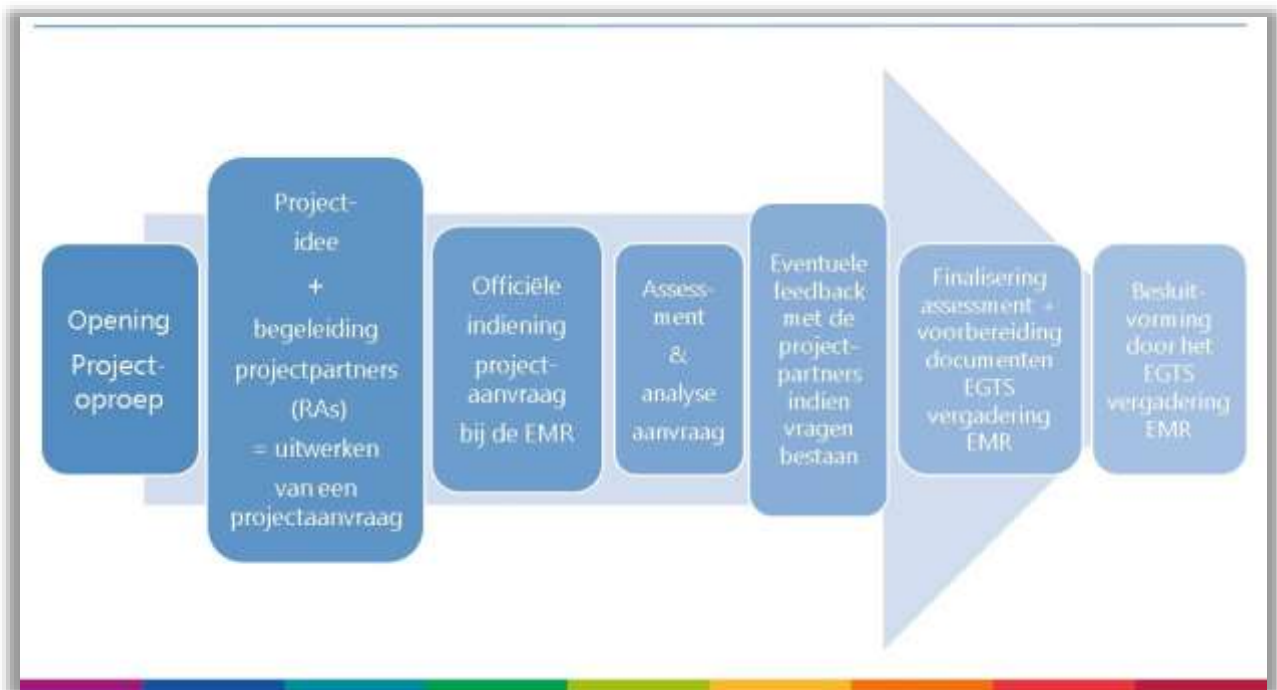 Opening
Project-
oproep
Project-
idee
+
begeleiding
projectpartners
(RAs)
= uitwerken
van een
projectaanvraag
Officiële
indiening
project-
aanvraag
bij de EMR
Assess-
ment
&
analyse
aanvraag
Eventuele
feedback
met de
project-
partners
indien
vragen
bestaan
Finalisering
assessment +
voorbereiding
documenten
EGTS
vergadering
EMR
Besluit-
vorming
door het
EGTS
vergadering
EMR